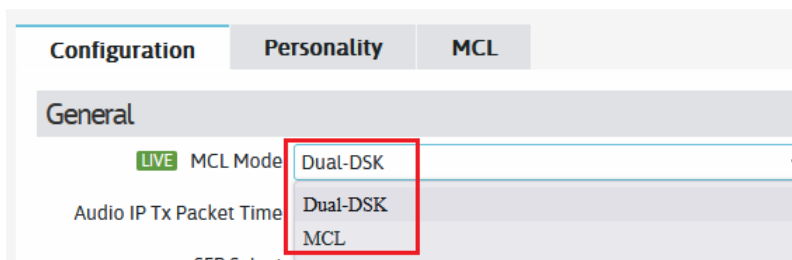 Configuration Personality MCL
General
LIVE MCL Mode Dual-DSK
Audio IP Tx Packet Time Dual-DSK
MCL